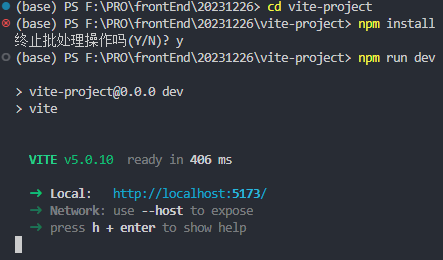 (base) PS F:\PRO\frontEnd\20231226> cd vite-project
(base) PS F:\PRO\frontEnd\20231226\vite-project> npm install
终止批处理操作吗(Y/N)? y
(base) PS F:\PRO\frontEnd\20231226\vite-project> npm run dev
> vite-project@0.0.0 dev
> vite
VITE v5.0.10  ready in 406 ms
➜ Local:   http://localhost:5173/
➜ Network: use --host to expose
➜ press h + enter to show help